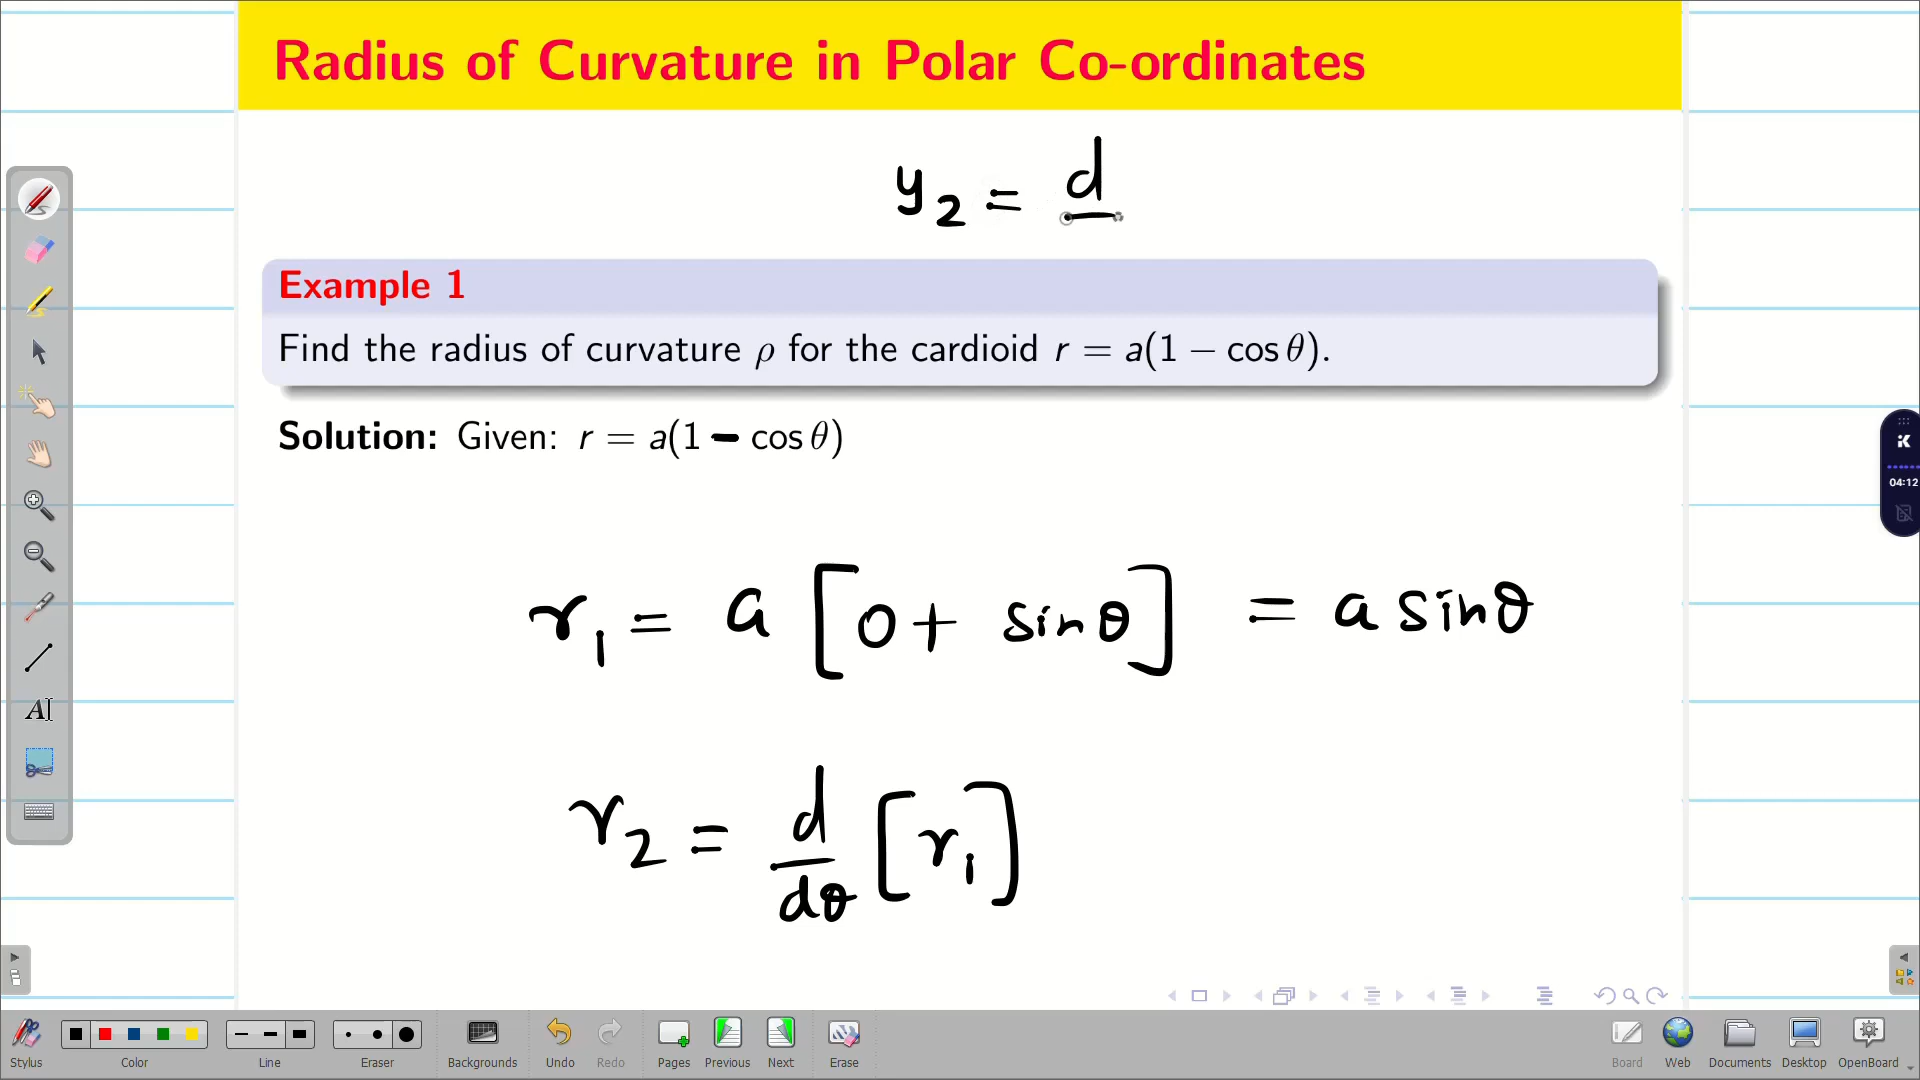 Radius of Curvature in Polar Co-ordinates
y₂ = d
Example 1
Find the radius of curvature ρ for the cardioid r = a(1 − cos θ).
Solution: Given: r = a(1 - cos θ)
r₁ = a [0 + sinθ] = a sinθ
r₂ = d/dθ [r₁]
04:12
Stylus Color Line Eraser Backgrounds Undo Redo Pages Previous Next Erase Board Web Documents Desktop OpenBoard